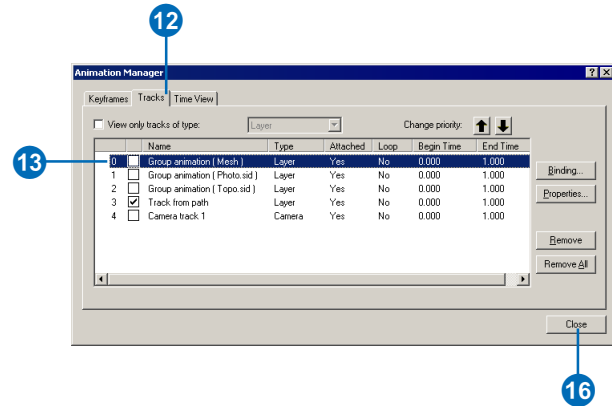 12
Animation Manager
Keyframes Tracks Time View
View only tracks of type: Layer Change priority:
Name Type Attached Loop Begin Time End Time
13
0 Group animation ( Mesh ) Layer Yes No 0.000 1.000
1 Group animation ( Photo.sid ) Layer Yes No 0.000 1.000
2 Group animation ( Topo.sid ) Layer Yes No 0.000 1.000
3 Track from path Layer Yes No 0.000 1.000
4 Camera track 1 Camera Yes No 0.000 1.000
Binding...
Properties...
Remove
Remove All
Close
16